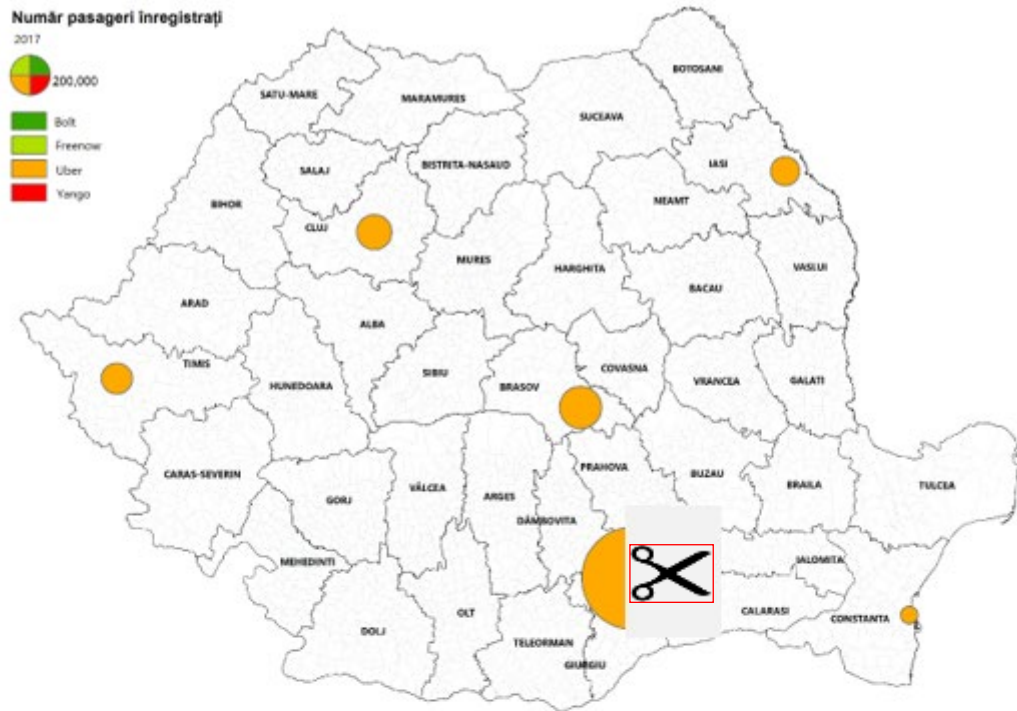 Număr pasageri înregistrați
2017
200,000
Bolt
Freenow
Uber
Yango
BOTOSANI
SATU-MARE
MARAMURES
SUCEAVA
IASI
SALAJ
BISTRITA-NASAUD
NEAMT
BIHOR
CLUJ
MURES
HARGHITA
VASLUI
BACAU
ARAD
ALBA
TIMIS
SIBIU
COVASNA
HUNEDOARA
BRASOV
VRANCEA
GALATI
PRAHOVA
CARAS-SEVERIN
BUZAU
GORJ
VÂLCEA
ARGES
BRAILA
TULCEA
DÂMBOVITA
MEHEDINTI
IALOMITA
OLT
CALARASI
CONSTANTA
DOLJ
TELEORMAN
GIURGIU